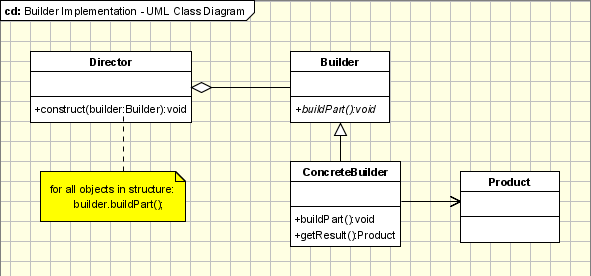 cd: Builder Implementation - UML Class Diagram
Director
+construct(builder:Builder):void
Builder
+buildPart():void
for all objects in structure:
builder.buildPart();
ConcreteBuilder
+buildPart():void
+getResult():Product
Product